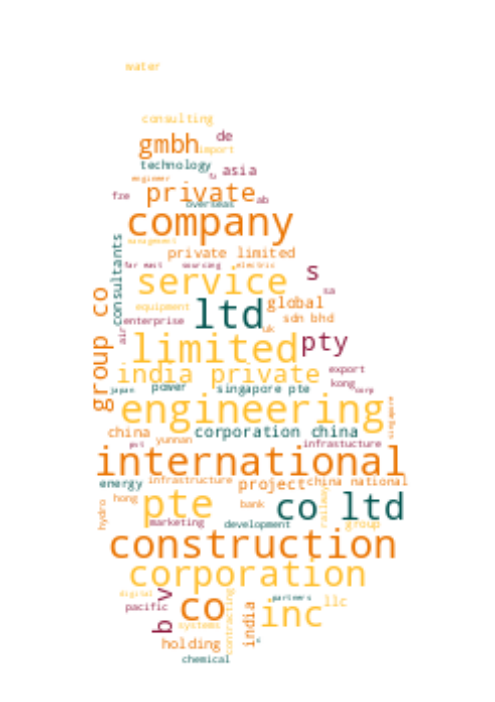 water
consulting
gmbh de
import
technology asia
engineer
fze private ab
overseas
company
management
private limited
far east sourcing electric
service s
consultants
sa
group co
equipment ltd global
enterprise sdn bhd
air uk
limited pty
india private export
kong
japan power singapore pte corp
engineering
singapore
china corporation china
pvt yunnan infrastucture
international
energy infrastructure project china national
hong pte bank co ltd
hydro
railway
marketing development group
construction
corporation
digital partners
b v pacific co inc llc
systems contracting india
holding
chemical